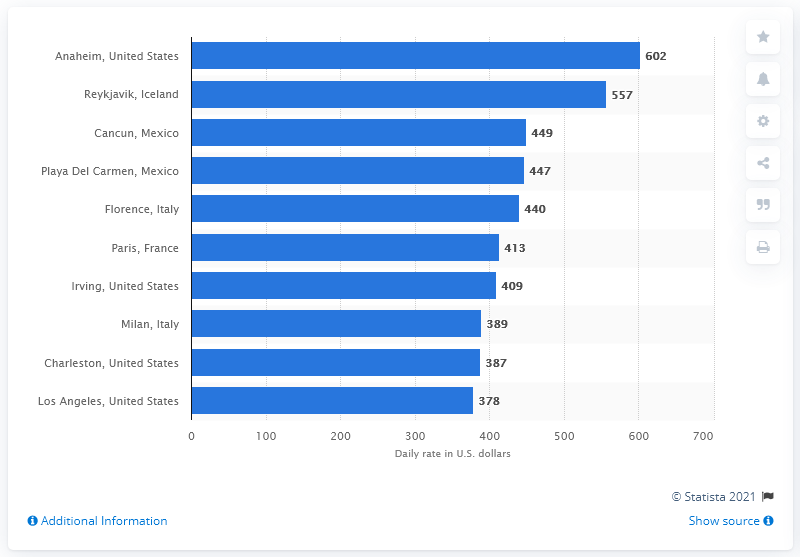 Anaheim, United States 602
Reykjavik, Iceland 557
Cancun, Mexico 449
Playa Del Carmen, Mexico 447
Florence, Italy 440
Paris, France 413
Irving, United States 409
Milan, Italy 389
Charleston, United States 387
Los Angeles, United States 378
0 100 200 300 400 500 600 700
Daily rate in U.S. dollars
© Statista 2021
Additional Information
Show source